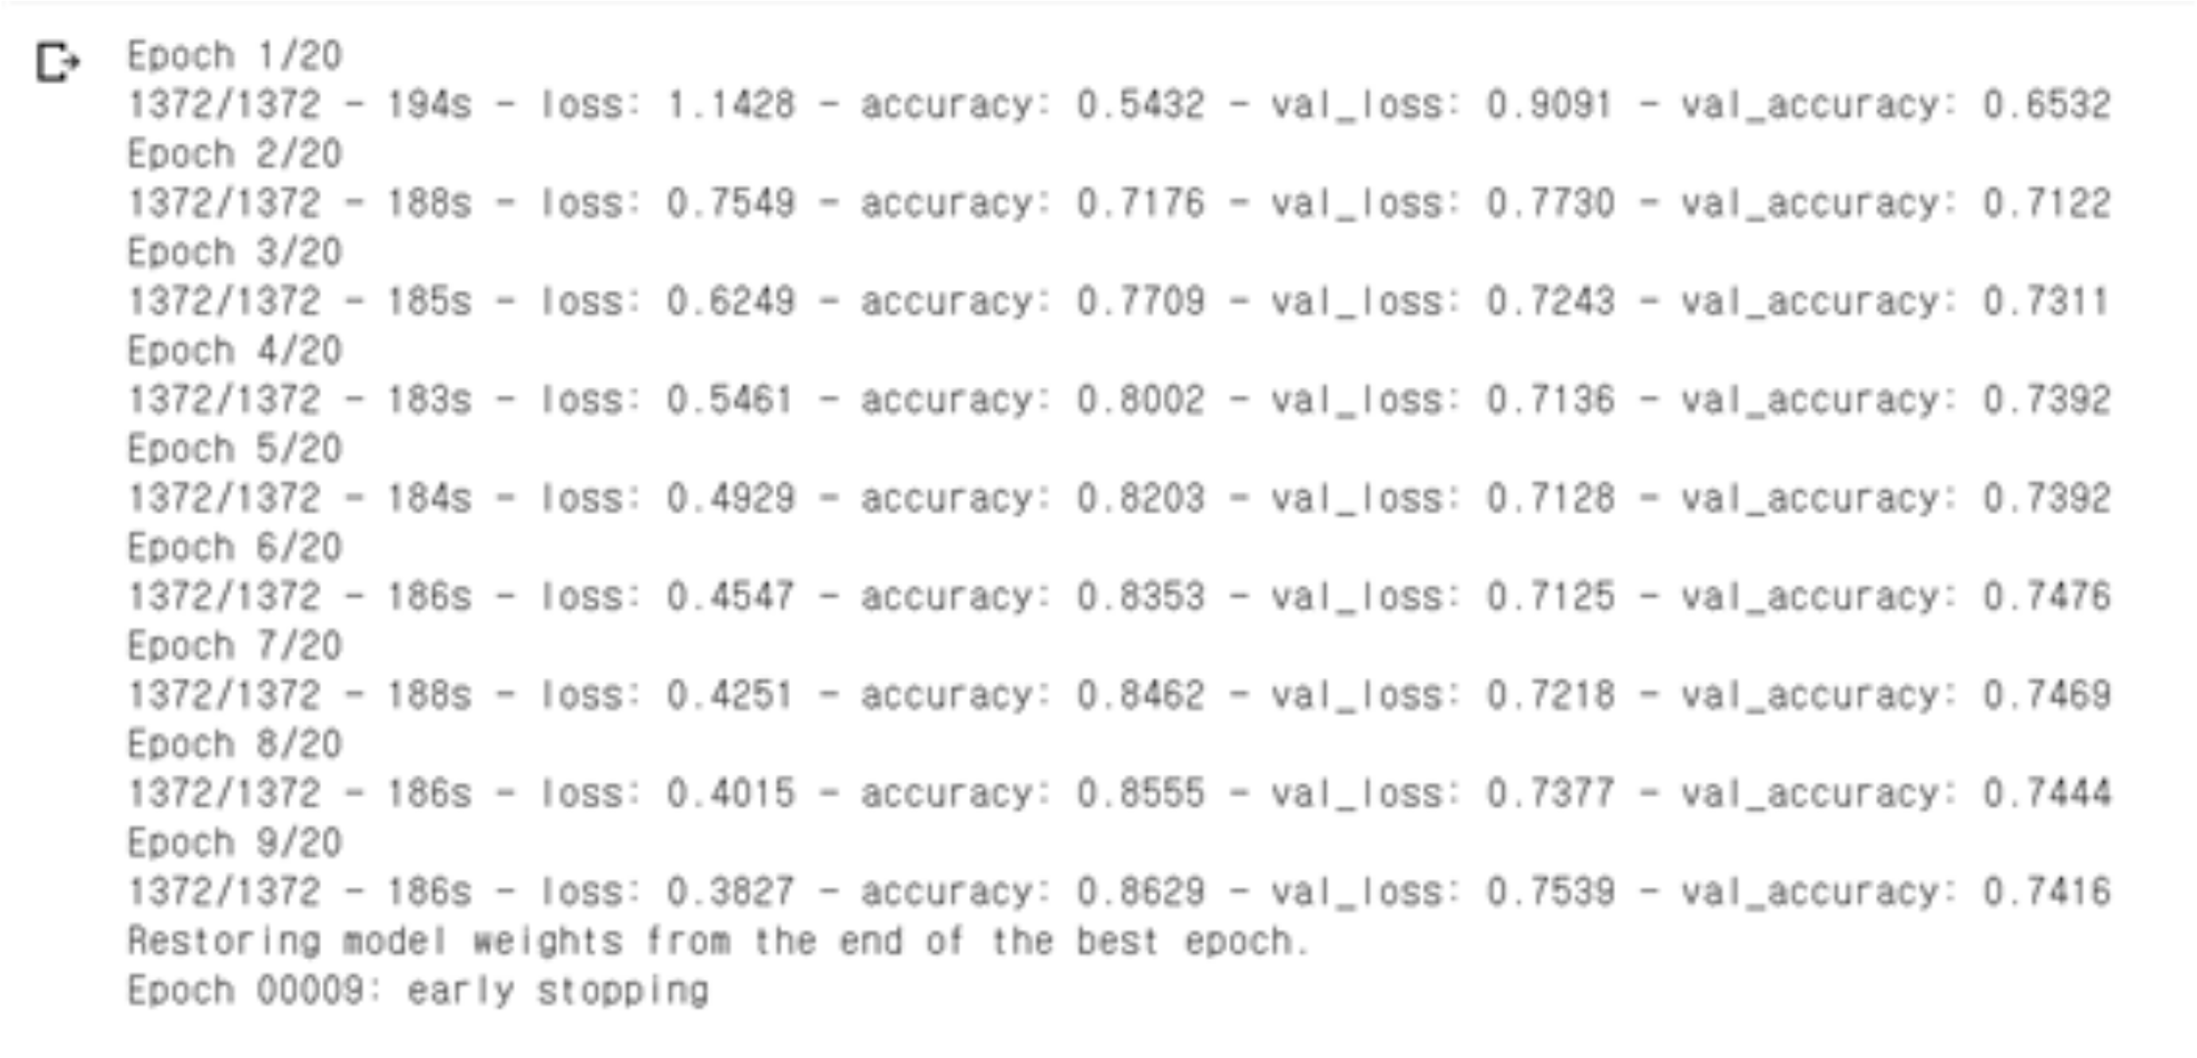 Epoch 1/20
1372/1372 - 194s - loss: 1.1428 - accuracy: 0.5432 - val_loss: 0.9091 - val_accuracy: 0.6532
Epoch 2/20
1372/1372 - 188s - loss: 0.7549 - accuracy: 0.7176 - val_loss: 0.7730 - val_accuracy: 0.7122
Epoch 3/20
1372/1372 - 185s - loss: 0.6249 - accuracy: 0.7709 - val_loss: 0.7243 - val_accuracy: 0.7311
Epoch 4/20
1372/1372 - 183s - loss: 0.5461 - accuracy: 0.8002 - val_loss: 0.7136 - val_accuracy: 0.7392
Epoch 5/20
1372/1372 - 184s - loss: 0.4929 - accuracy: 0.8203 - val_loss: 0.7128 - val_accuracy: 0.7392
Epoch 6/20
1372/1372 - 186s - loss: 0.4547 - accuracy: 0.8353 - val_loss: 0.7125 - val_accuracy: 0.7476
Epoch 7/20
1372/1372 - 188s - loss: 0.4251 - accuracy: 0.8462 - val_loss: 0.7218 - val_accuracy: 0.7469
Epoch 8/20
1372/1372 - 186s - loss: 0.4015 - accuracy: 0.8555 - val_loss: 0.7377 - val_accuracy: 0.7444
Epoch 9/20
1372/1372 - 186s - loss: 0.3827 - accuracy: 0.8629 - val_loss: 0.7539 - val_accuracy: 0.7416
Restoring model weights from the end of the best epoch.
Epoch 00009: early stopping